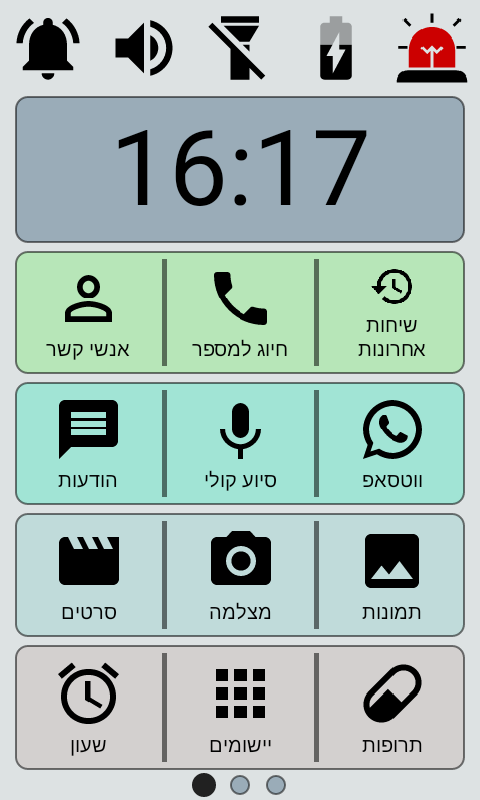 16:17
שיחות
אחרונות
חיוג למספר
אנשי קשר
ווטסאפ
סיוע קולי
הודעות
תמונות
מצלמה
סרטים
תרופות
יישומים
שעון